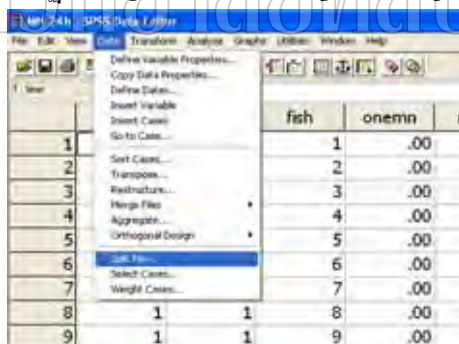 MN 24h - SPSS Data Editor
File Edit View Data Transform Analyze Graphs Utilities Window Help
Define Variable Properties...
Copy Data Properties...
Define Dates...
Insert Variable
Insert Cases
Go to Case...
Sort Cases...
Transpose...
Restructure...
Merge Files
Aggregate...
Orthogonal Design
Split File...
Select Cases...
Weight Cases...
fish onemn
1 1 .00
2 2 .00
3 3 .00
4 4 .00
5 5 .00
6 6 .00
7 7 .00
8 1 1 8 .00
9 1 1 9 .00